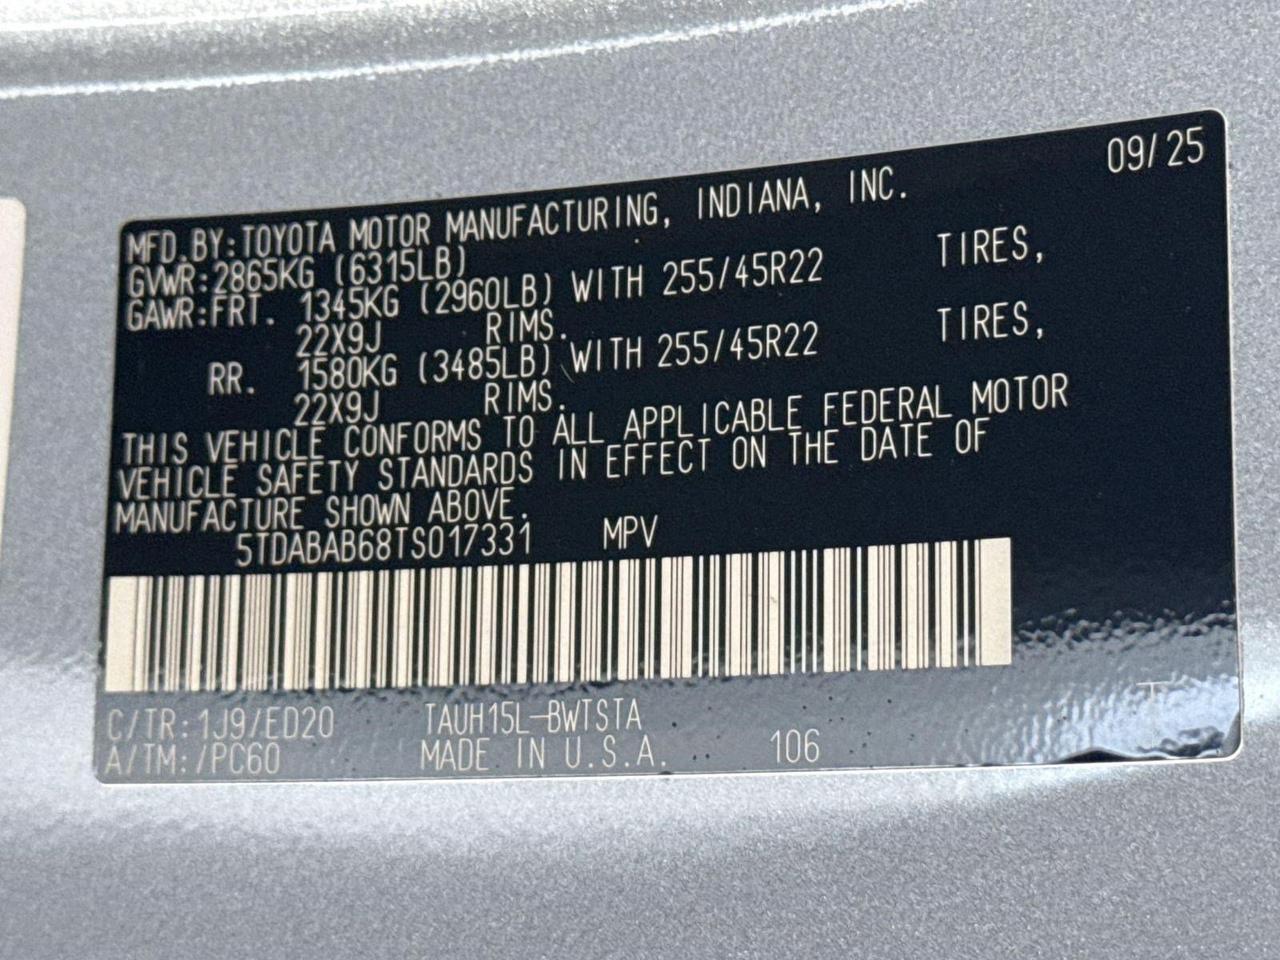 09/25
MFD.BY:TOYOTA MOTOR MANUFACTURING, INDIANA, INC.
GVWR:2865KG (6315LB)
GAWR:FRT. 1345KG (2960LB) WITH 255/45R22 TIRES,
22X9J RIMS.
RR. 1580KG (3485LB) WITH 255/45R22 TIRES,
22X9J RIMS.
THIS VEHICLE CONFORMS TO ALL APPLICABLE FEDERAL MOTOR
VEHICLE SAFETY STANDARDS IN EFFECT ON THE DATE OF
MANUFACTURE SHOWN ABOVE.
5TDABAB68TS017331 MPV
C/TR:1J9/ED20 TAUH15L-BWTSTA T
A/TM:/PC60 MADE IN U.S.A. 106